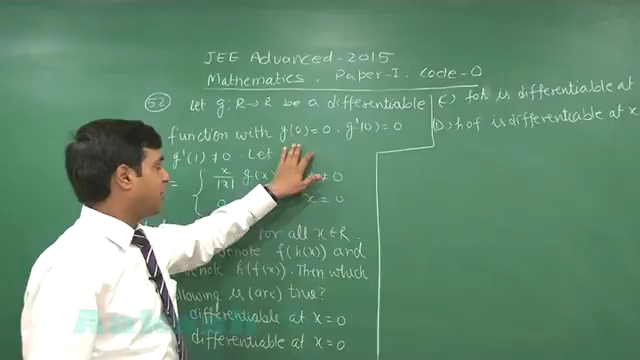 JEE Advanced - 2015
Mathematics. Paper-I. Code-0
52 Let g: R→R be a differentiable
function with g(0)=0. g'(0)=0
g'(1) ≠ 0. Let
= { x/|x| g(x) ≠ 0
0 x = 0
for all x∈R.
denote f(h(x)) and
denote h(f(x)). Then which
following is (are) true?
differentiable at x=0
differentiable at x=0
(C) foh is differentiable at
(D) hof is differentiable at x